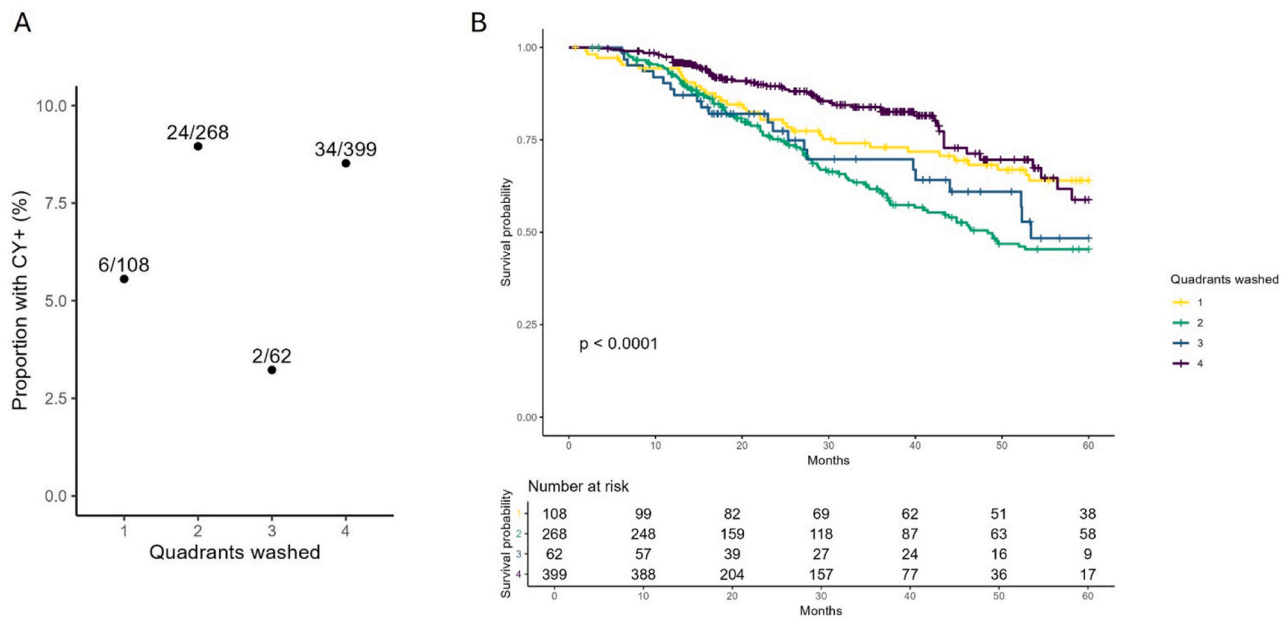 A
Proportion with CY+ (%)
10.0
7.5
5.0
2.5
0.0
6/108
24/268
2/62
34/399
1 2 3 4
Quadrants washed
B
Survival probability
1.00
0.75
0.50
0.25
0.00
p < 0.0001
0 10 20 30 40 50 60
Months
Quadrants washed
1
2
3
4
Number at risk
Survival probability
1 108 99 82 69 62 51 38
2 268 248 159 118 87 63 58
3 62 57 39 27 24 16 9
4 399 388 204 157 77 36 17
0 10 20 30 40 50 60
Months